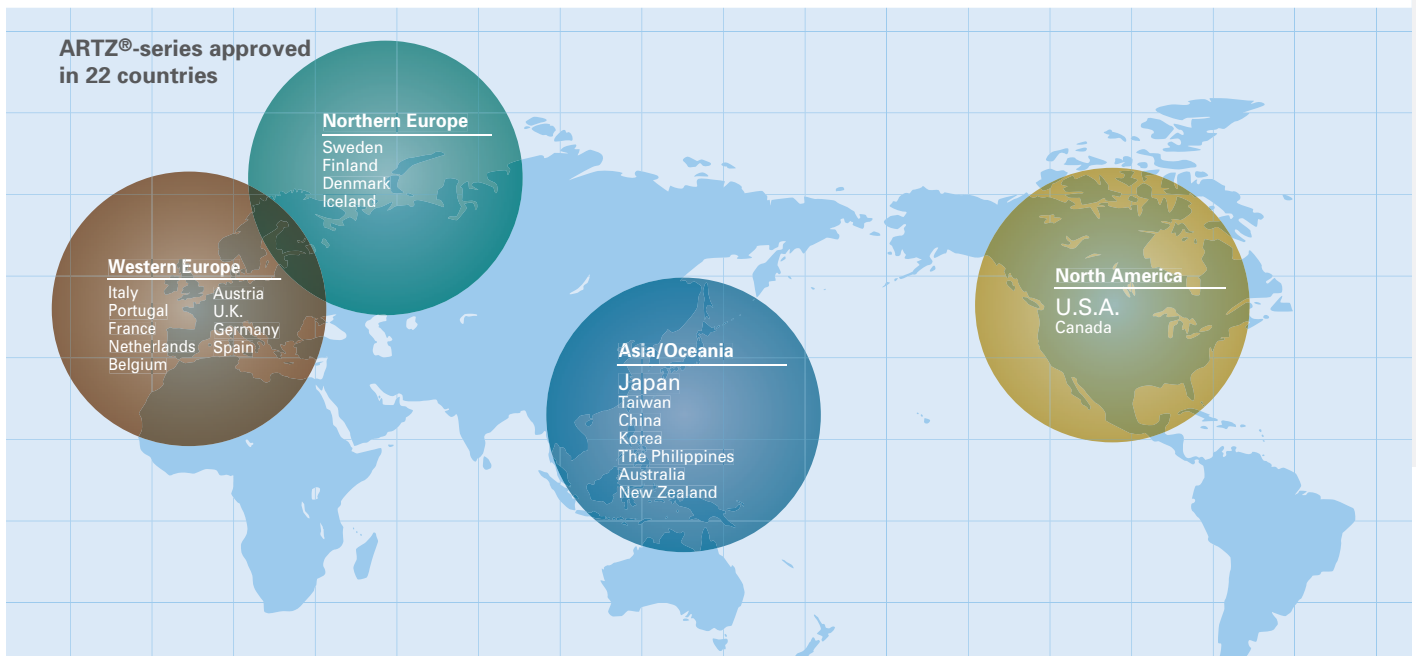 ARTZ®-series approved
in 22 countries
Northern Europe
Sweden
Finland
Denmark
Iceland
Western Europe
Italy
Portugal
France
Netherlands
Belgium
Austria
U.K.
Germany
Spain
Asia/Oceania
Japan
Taiwan
China
Korea
The Philippines
Australia
New Zealand
North America
U.S.A.
Canada